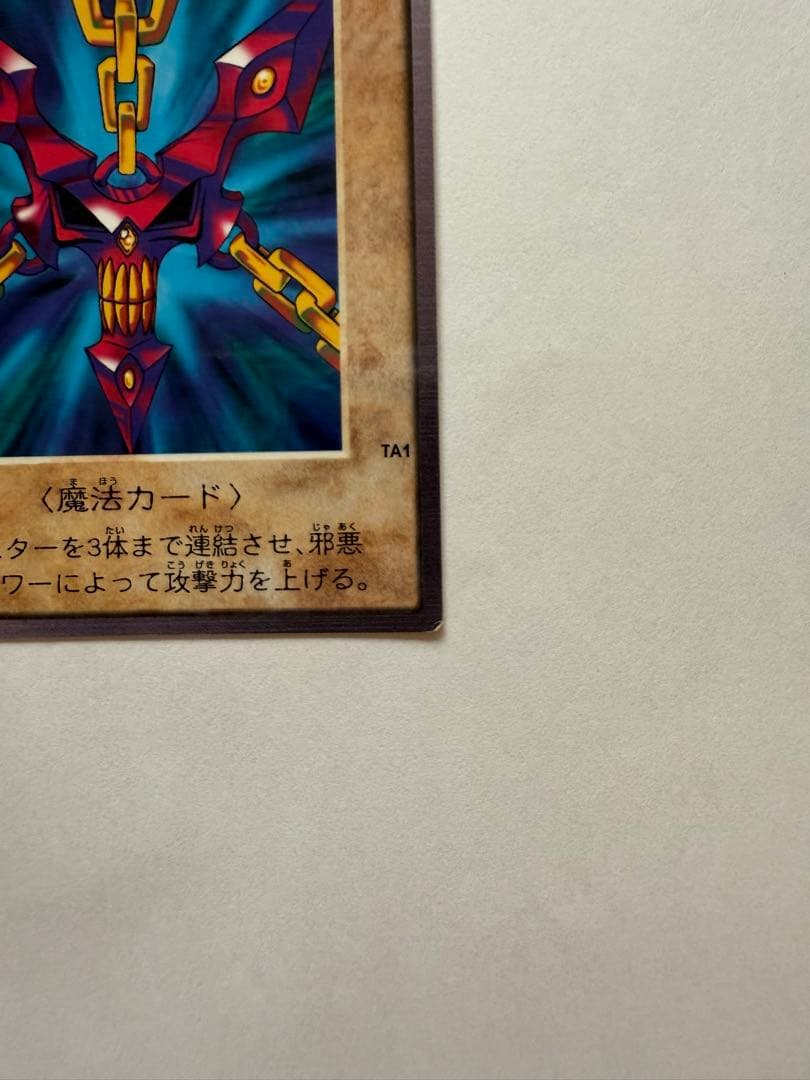 TA1
〈魔法カード〉
ターを3体まで連結させ、邪悪
ワーによって攻撃力を上げる。